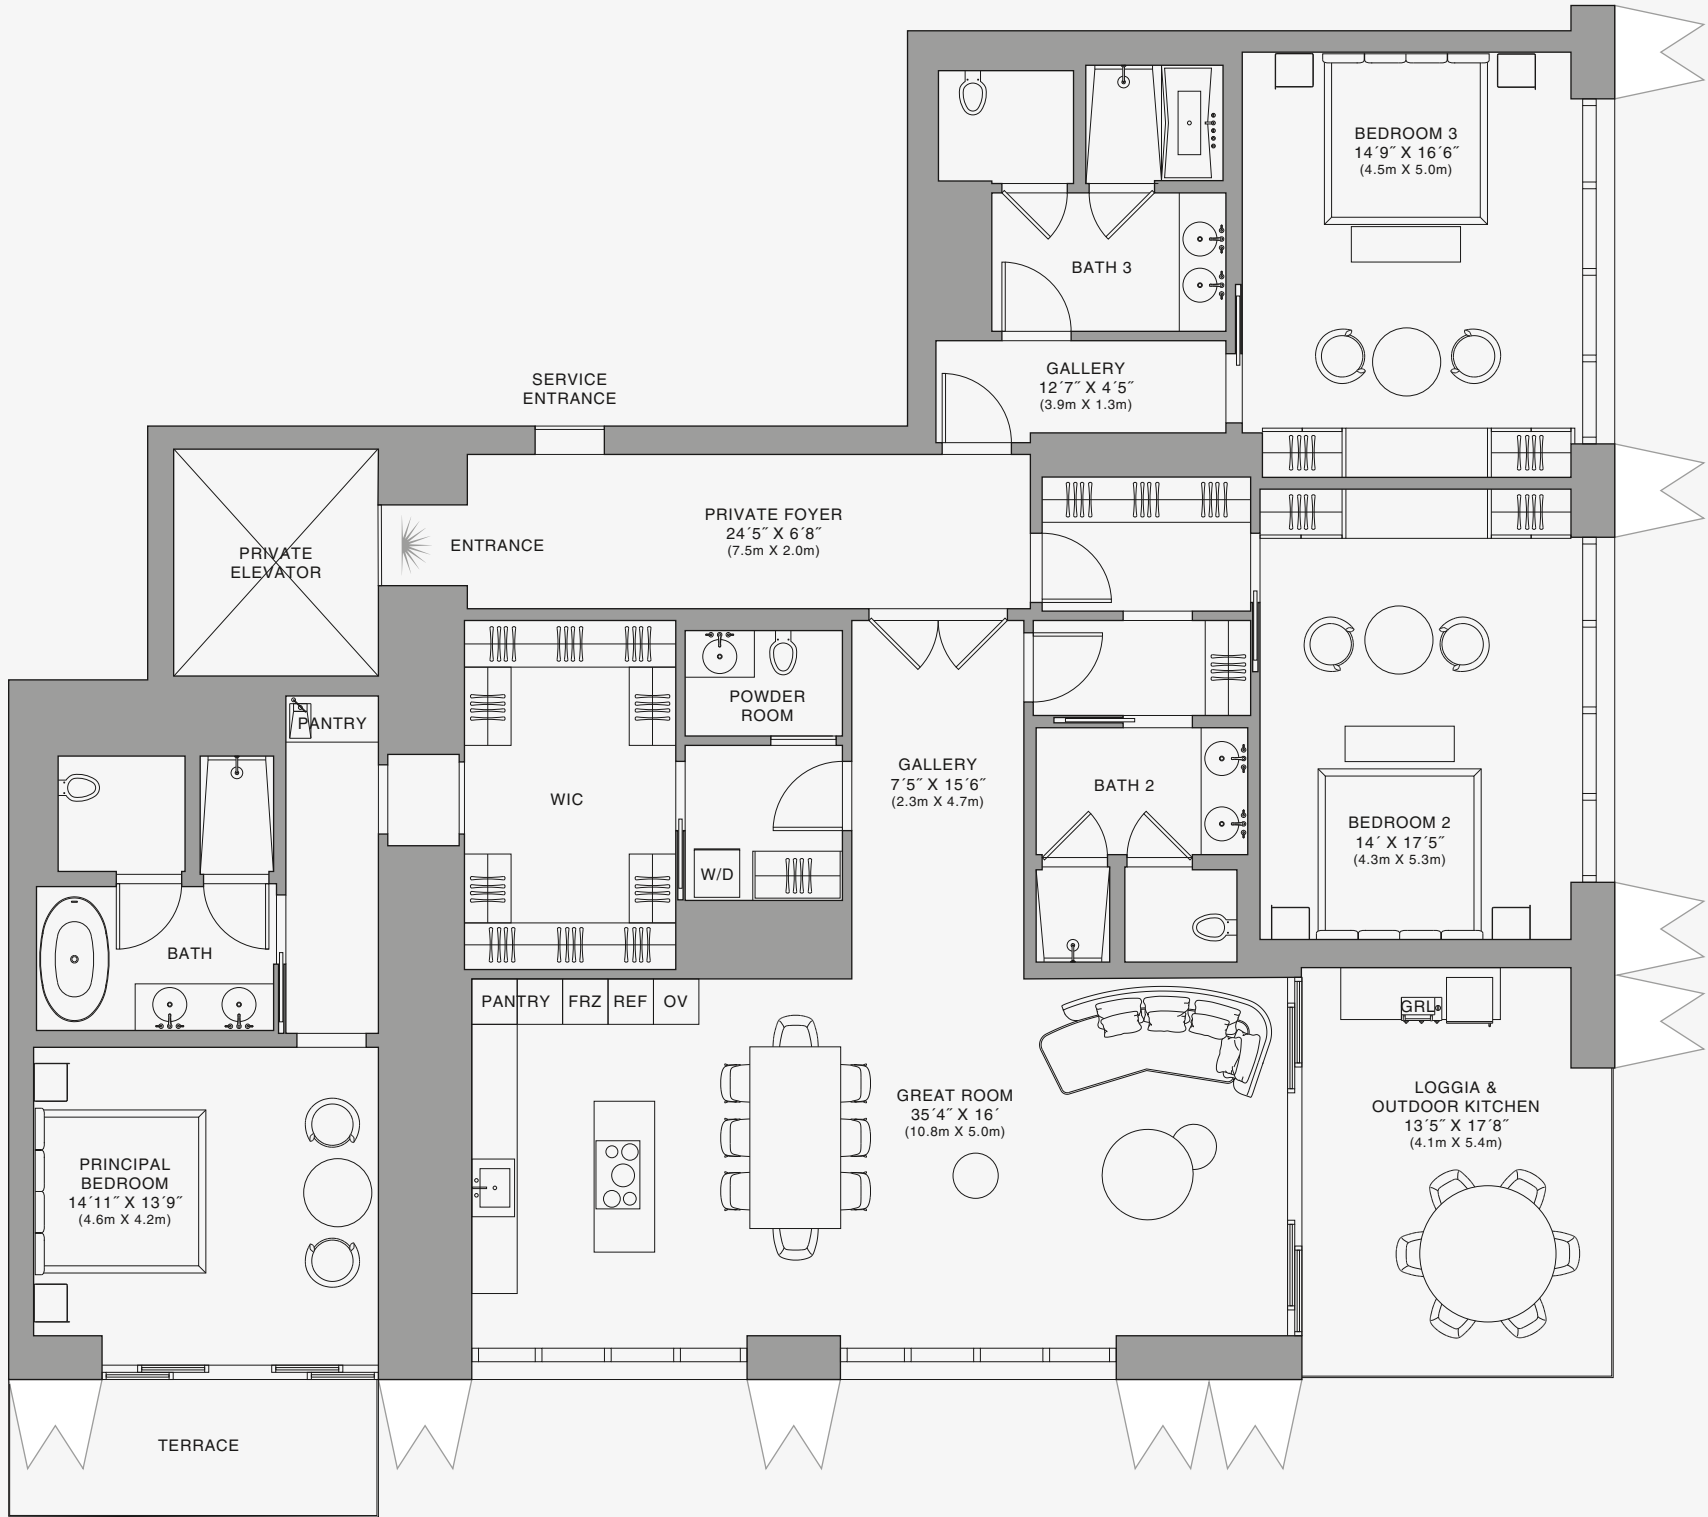 BEDROOM 3
14´9˝ X 16´6˝
(4.5m X 5.0m)
BATH 3
GALLERY
12´7˝ X 4´5˝
(3.9m X 1.3m)
SERVICE
ENTRANCE
PRIVATE FOYER
24´5˝ X 6´8˝
(7.5m X 2.0m)
ENTRANCE
PRIVATE
ELEVATOR
POWDER
ROOM
PANTRY
GALLERY
7´5˝ X 15´6˝
(2.3m X 4.7m)
BATH 2
WIC
BEDROOM 2
14´ X 17´5˝
(4.3m X 5.3m)
W/D
BATH
PANTRY
FRZ
REF
OV
GRL
GREAT ROOM
35´4˝ X 16´
(10.8m X 5.0m)
LOGGIA &
OUTDOOR KITCHEN
13´5˝ X 17´8˝
(4.1m X 5.4m)
PRINCIPAL
BEDROOM
14´11˝ X 13´9˝
(4.6m X 4.2m)
TERRACE